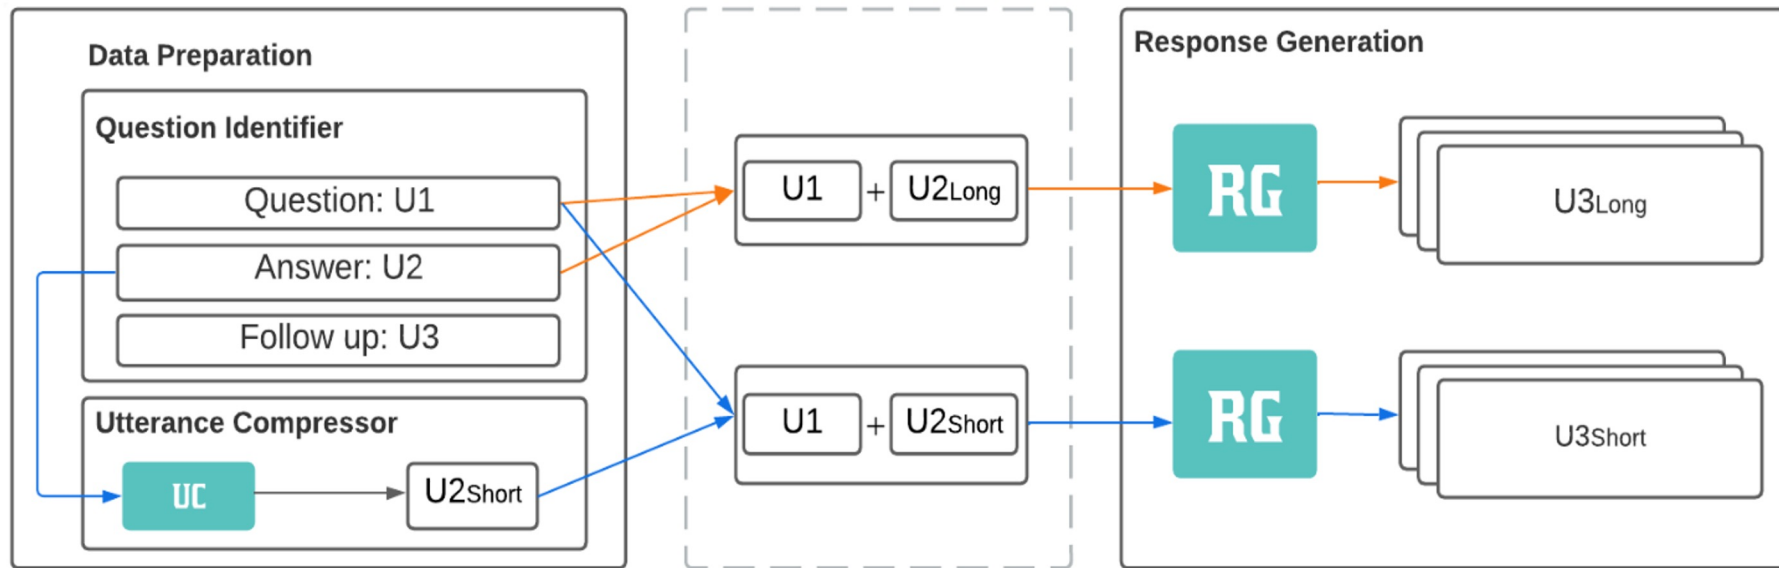 Data Preparation
Question Identifier
Question: U1
Answer: U2
Follow up: U3
Utterance Compressor
UC
U2Short
U1 + U2Long
U1 + U2Short
Response Generation
RG
U3Long
RG
U3Short